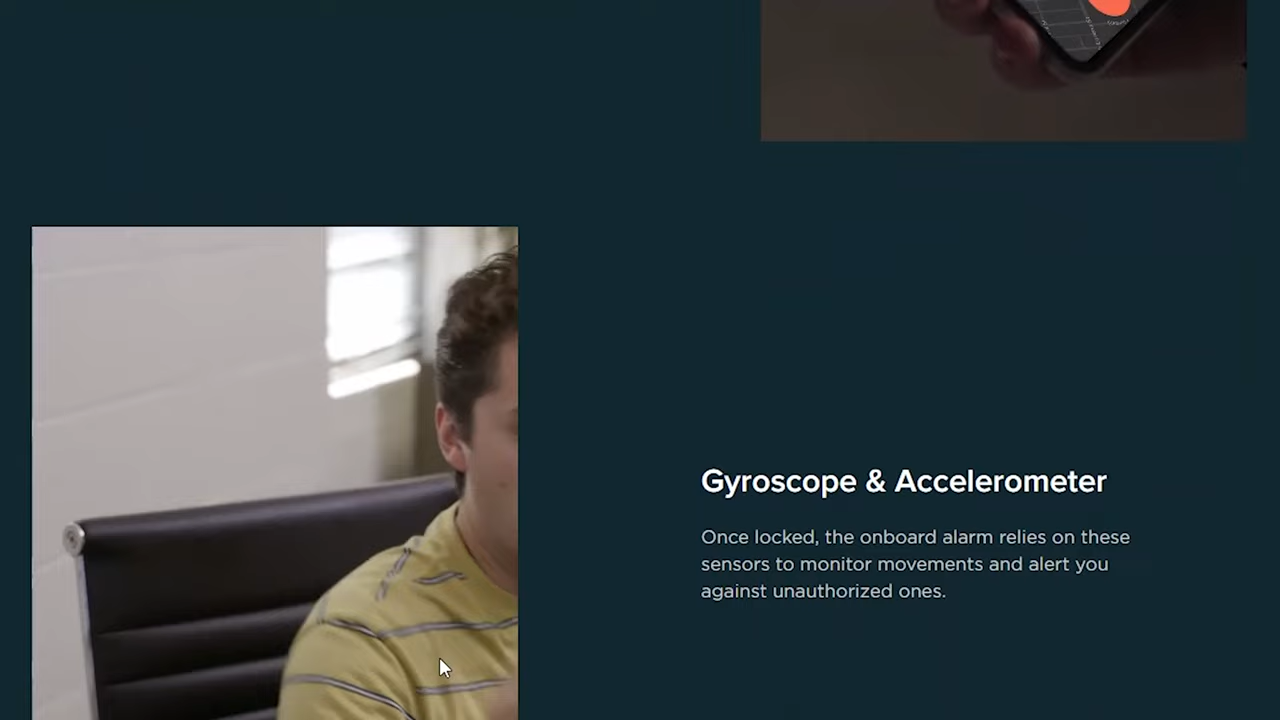 Gyroscope & Accelerometer
Once locked, the onboard alarm relies on these
sensors to monitor movements and alert you
against unauthorized ones.